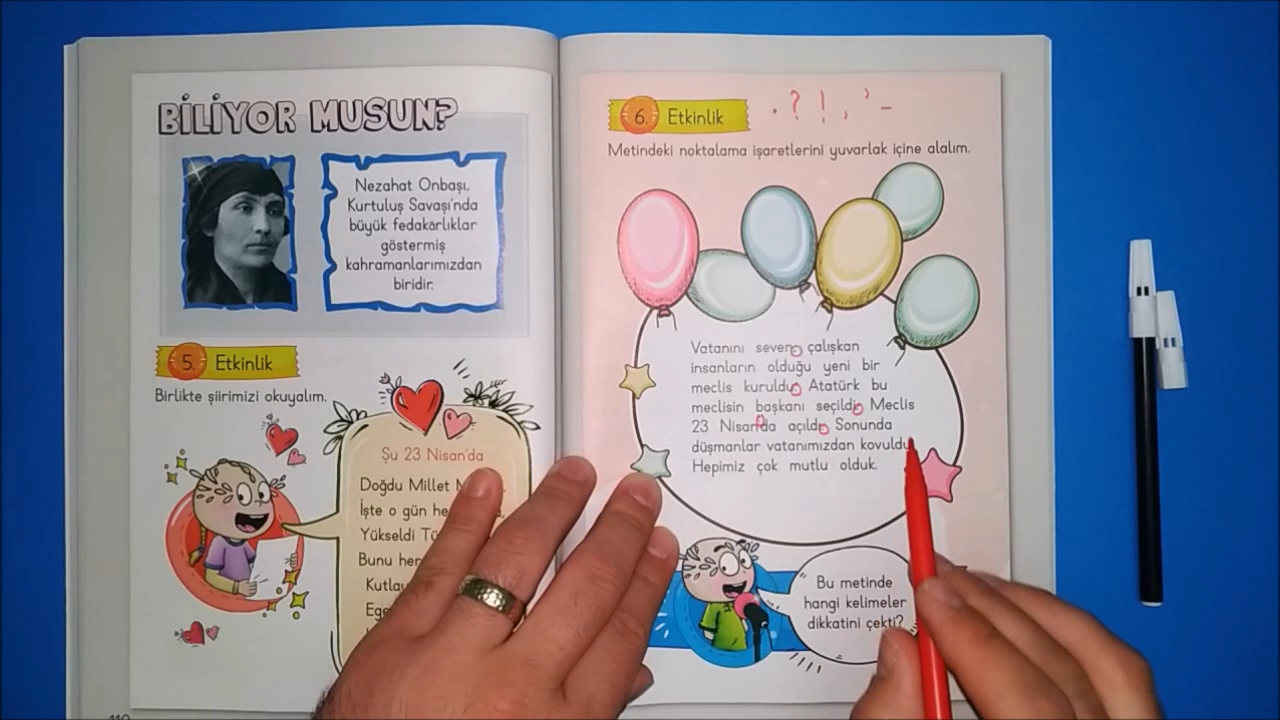 BİLİYOR MUSUN?
Nezahat Onbaşı,
Kurtuluş Savaşı'nda
büyük fedakârlıklar
göstermiş
kahramanlarımızdan
biridir.
5. Etkinlik
Birlikte şiirimizi okuyalım.
Şu 23 Nisan'da
Doğdu Millet
İşte o gün
Yükseldi
Bunu
110
6. Etkinlik
. ? ! , ' -
Metindeki noktalama işaretlerini yuvarlak içine alalım.
Vatanını seven, çalışkan
insanların olduğu yeni bir
meclis kuruldu. Atatürk bu
meclisin başkanı seçildi. Meclis
23 Nisan'da açıldı. Sonunda
düşmanlar vatanımızdan kovuldu.
Hepimiz çok mutlu olduk.
Bu metinde
hangi kelimeler
dikkatini çekti?